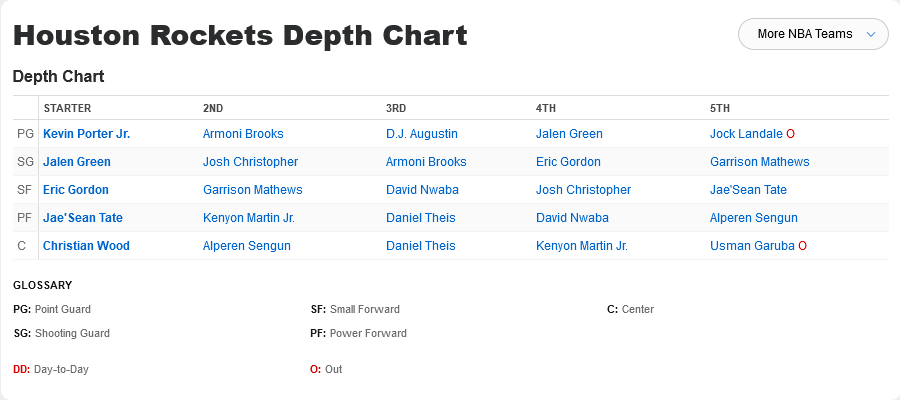 Houston Rockets Depth Chart
More NBA Teams
Depth Chart
STARTER 2ND 3RD 4TH 5TH
PG Kevin Porter Jr. Armoni Brooks D.J. Augustin Jalen Green Jock Landale O
SG Jalen Green Josh Christopher Armoni Brooks Eric Gordon Garrison Mathews
SF Eric Gordon Garrison Mathews David Nwaba Josh Christopher Jae'Sean Tate
PF Jae'Sean Tate Kenyon Martin Jr. Daniel Theis David Nwaba Alperen Sengun
C Christian Wood Alperen Sengun Daniel Theis Kenyon Martin Jr. Usman Garuba O
GLOSSARY
PG: Point Guard SF: Small Forward C: Center
SG: Shooting Guard PF: Power Forward
DD: Day-to-Day O: Out